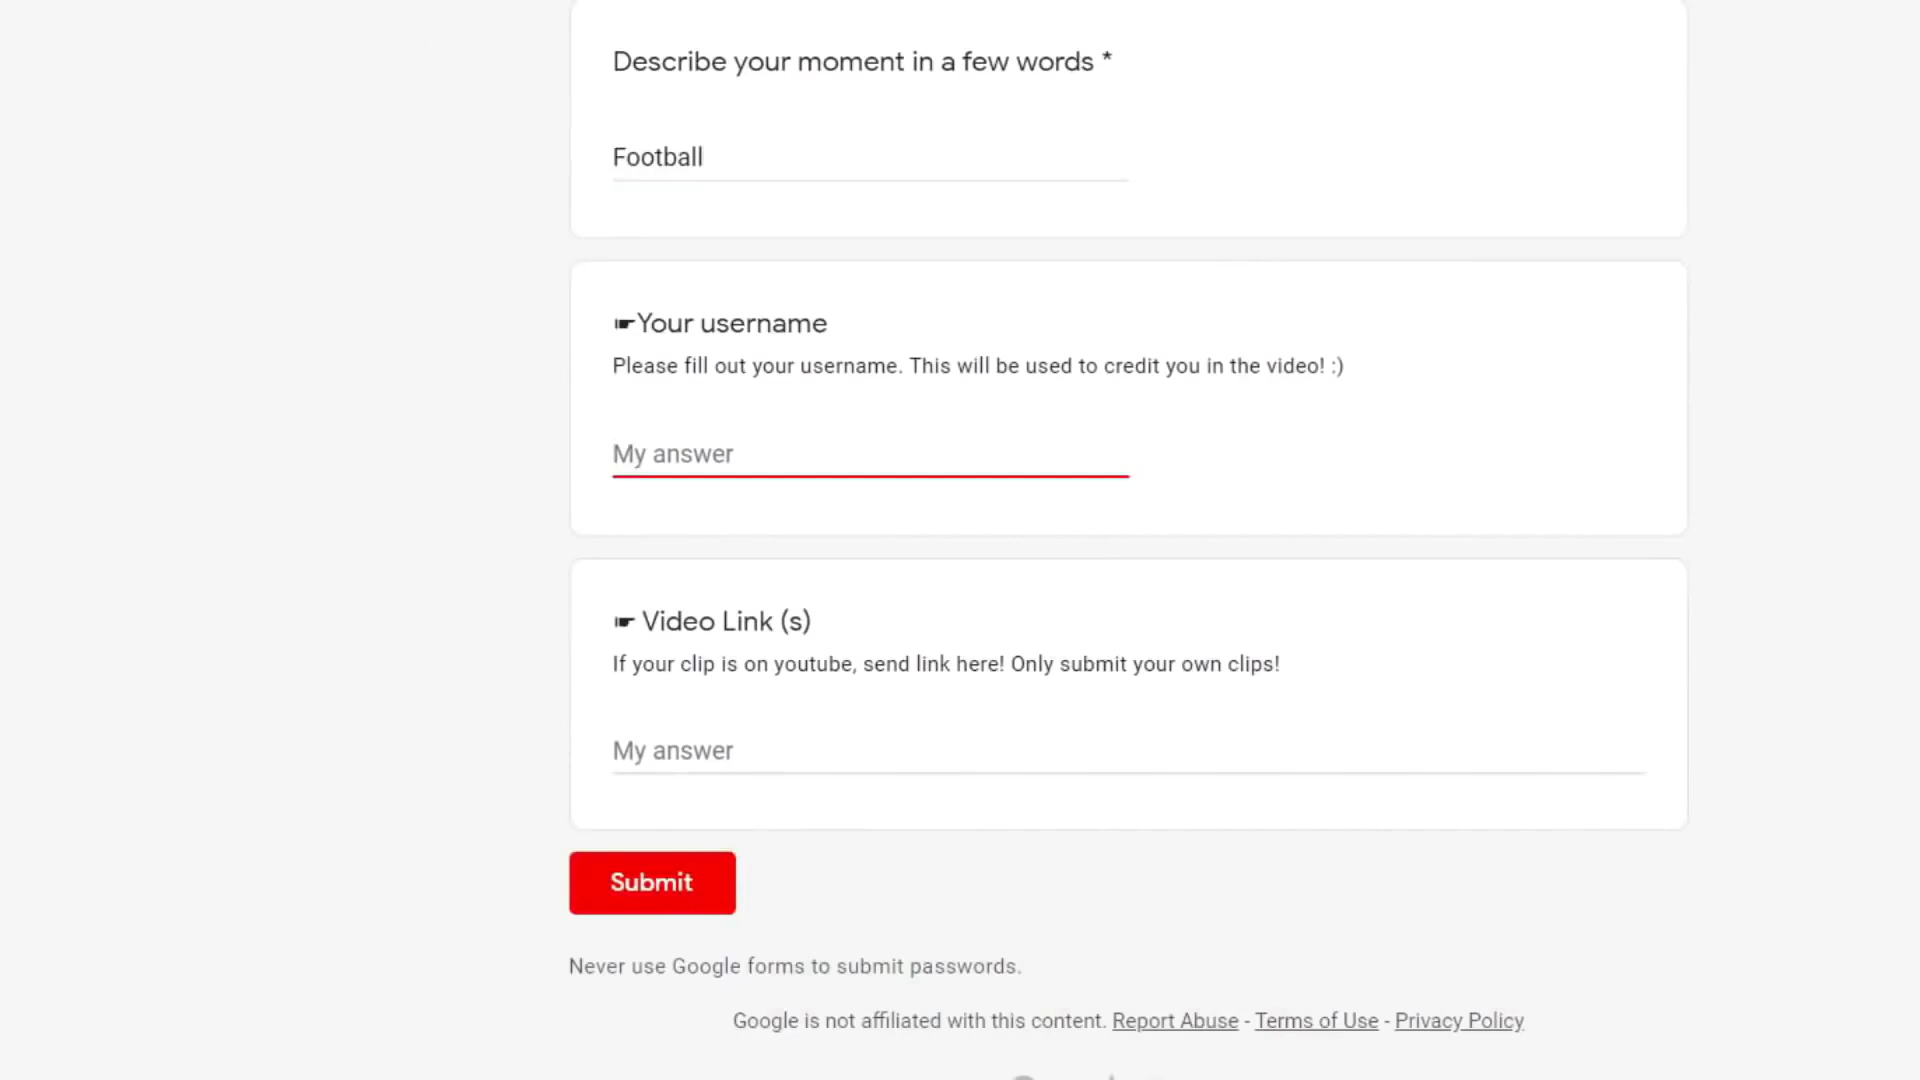 Describe your moment in a few words *
Football
☛Your username
Please fill out your username. This will be used to credit you in the video! :)
My answer
☛ Video Link (s)
If your clip is on youtube, send link here! Only submit your own clips!
My answer
Submit
Never use Google forms to submit passwords.
Google is not affiliated with this content. Report Abuse - Terms of Use - Privacy Policy